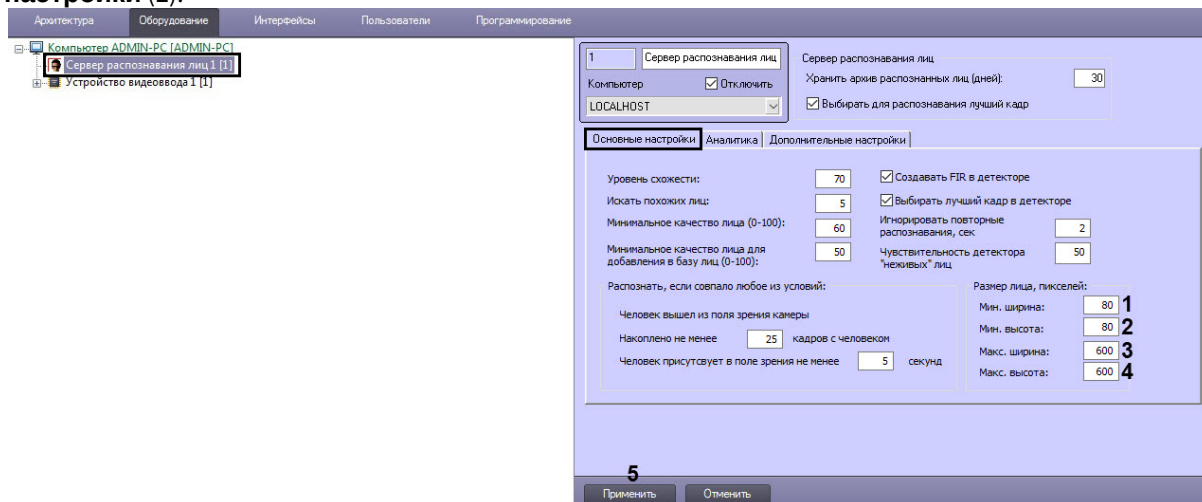 настройки (2).
Архитектура Оборудование Интерфейсы Пользователи Программирование
Компьютер ADMIN-PC [ADMIN-PC]
Сервер распознавания лиц 1 [1]
Устройство видеоввода 1 [1]
1 Сервер распознавания лиц
Компьютер Отключить
LOCALHOST
Сервер распознавания лиц
Хранить архив распознанных лиц (дней): 30
Выбирать для распознавания лучший кадр
Основные настройки Аналитика Дополнительные настройки
Уровень схожести: 70
Искать похожих лиц: 5
Минимальное качество лица (0-100): 60
Минимальное качество лица для
добавления в базу лиц (0-100): 50
Создавать FIR в детекторе
Выбирать лучший кадр в детекторе
Игнорировать повторные
распознавания, сек 2
Чувствительность детектора 50
"неживых" лиц
Распознать, если совпало любое из условий:
Человек вышел из поля зрения камеры
Накоплено не менее 25 кадров с человеком
Человек присутсвует в поле зрения не менее 5 секунд
Размер лица, пикселей:
Мин. ширина: 80 1
Мин. высота: 80 2
Макс. ширина: 600 3
Макс. высота: 600 4
5
Применить Отменить